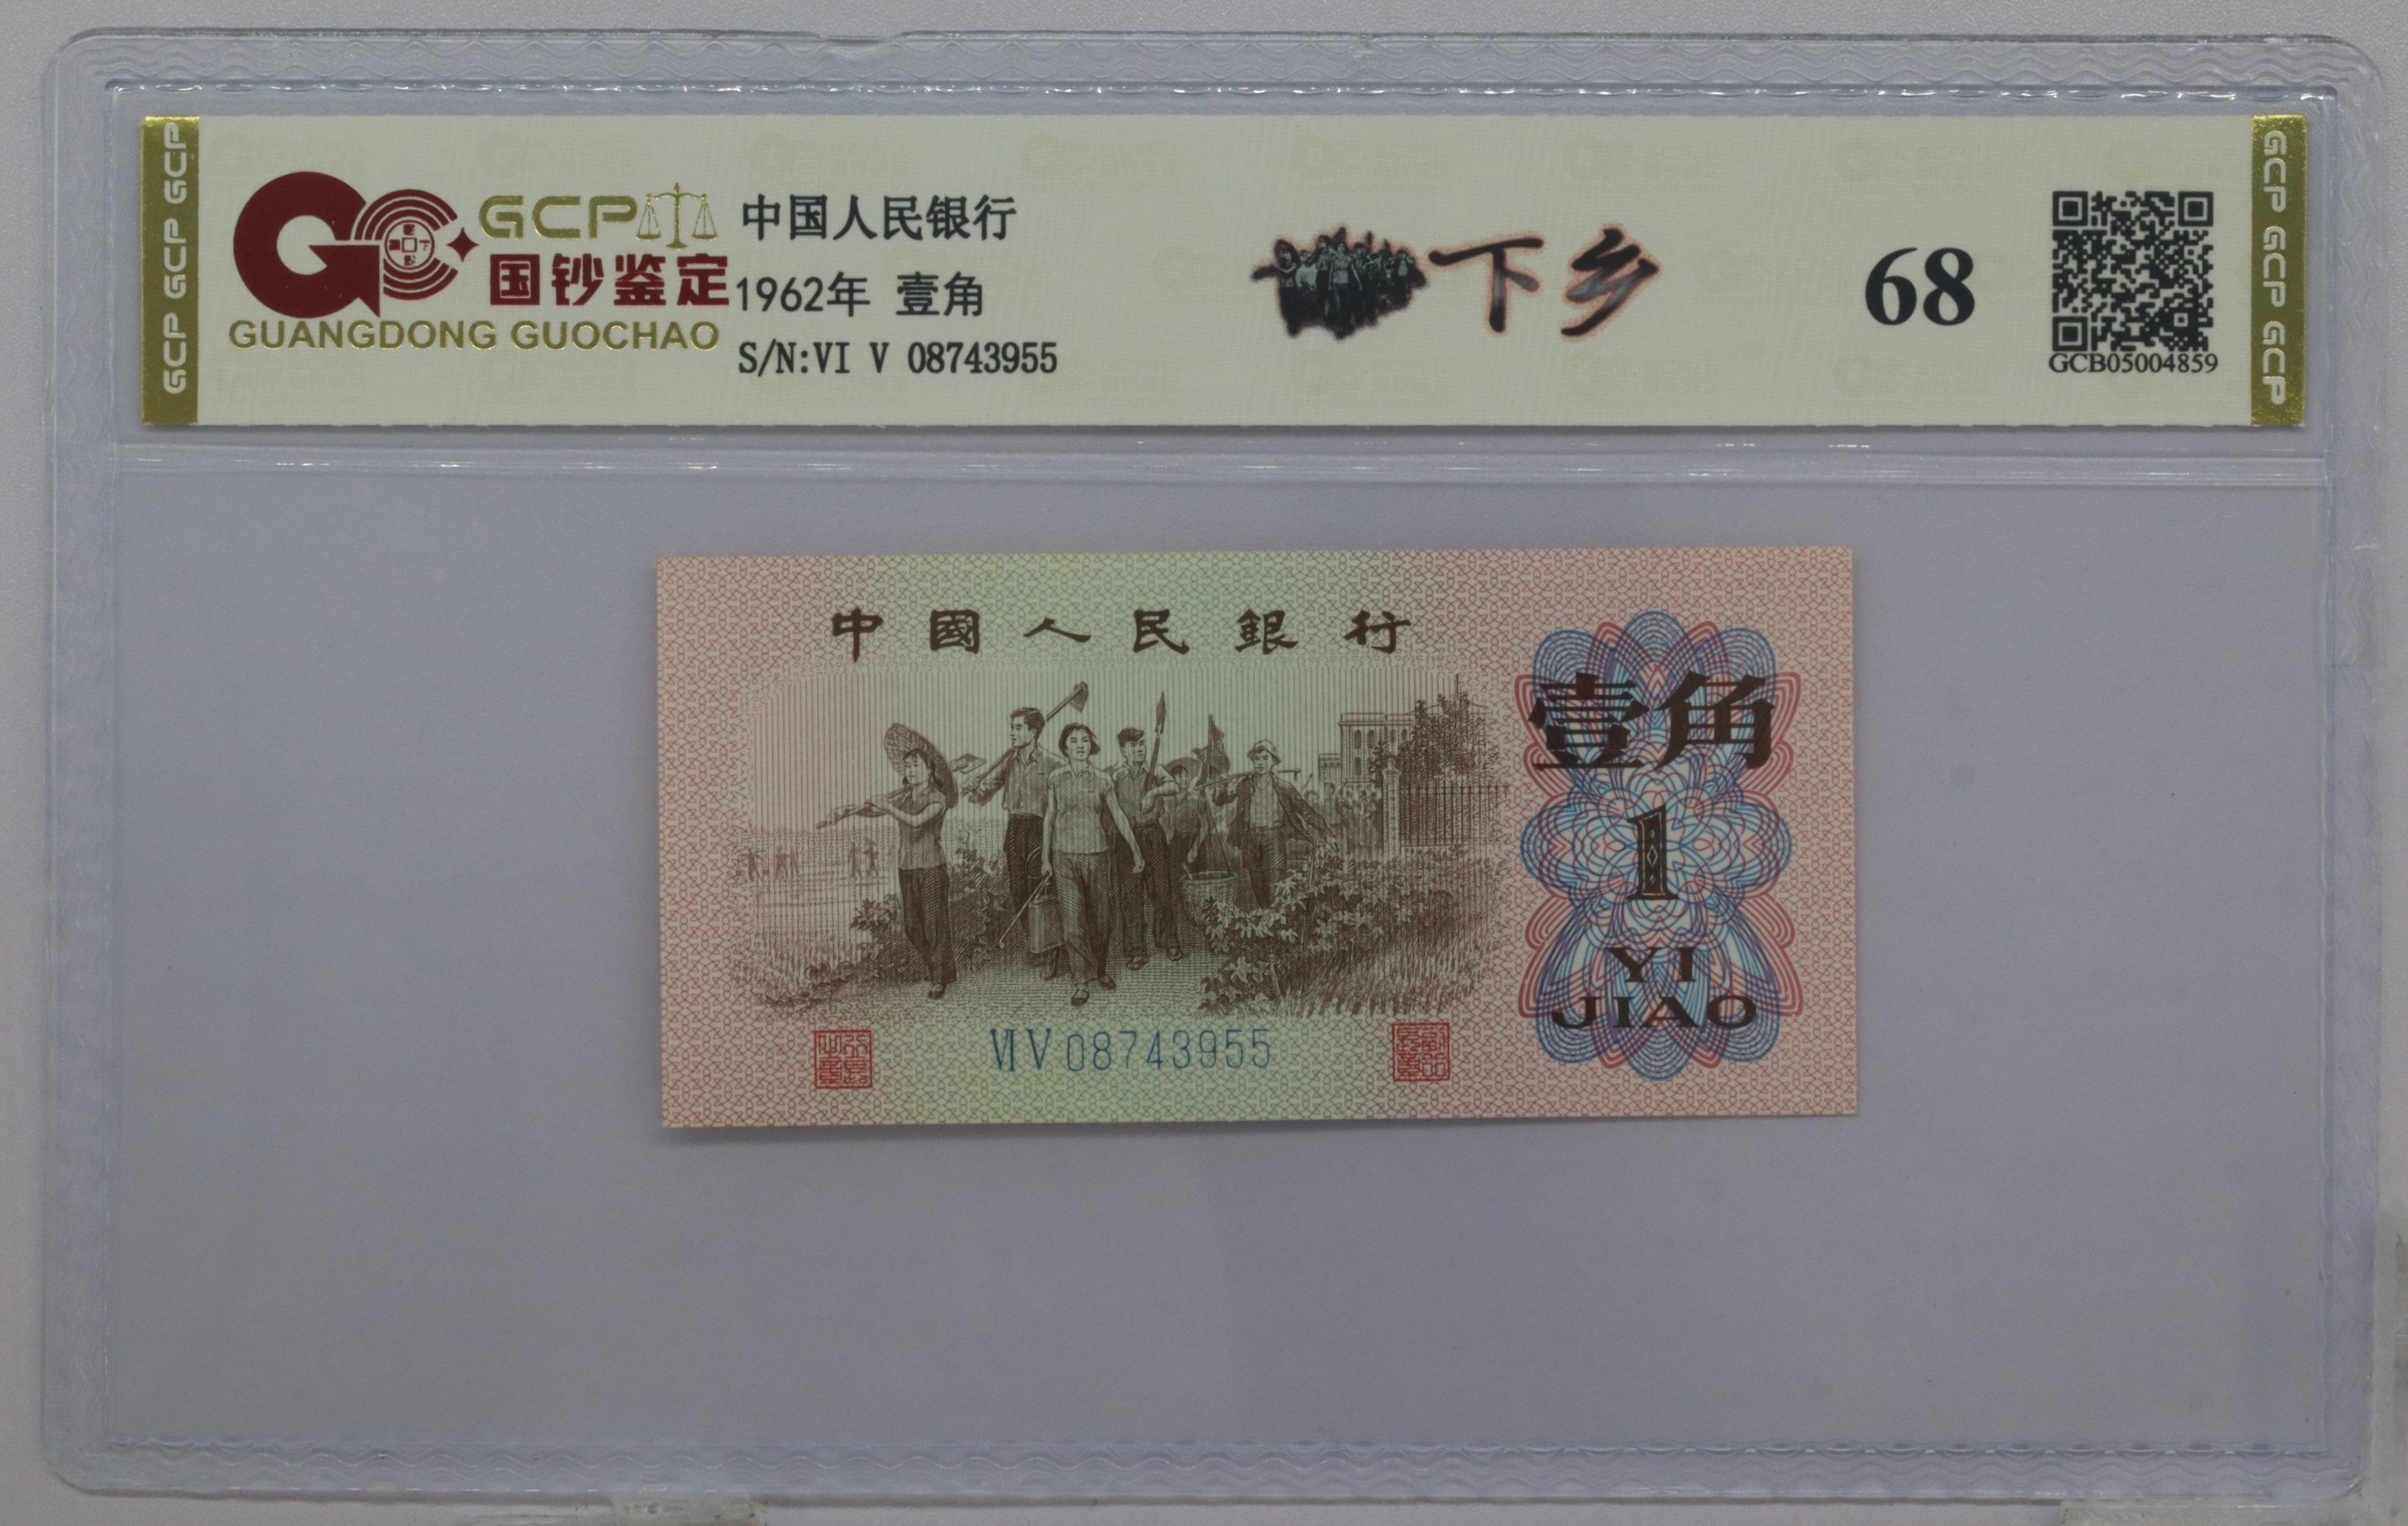 GCP GCP GCP
GCP
国钞鉴定
GUANGDONG GUOCHAO
中国人民银行
1962年 壹角
S/N:VI V 08743955
下乡
68
GCB05004859
GCP GCP GCP
中國人民銀行
壹角
1
YI
JIAO
VI V 08743955